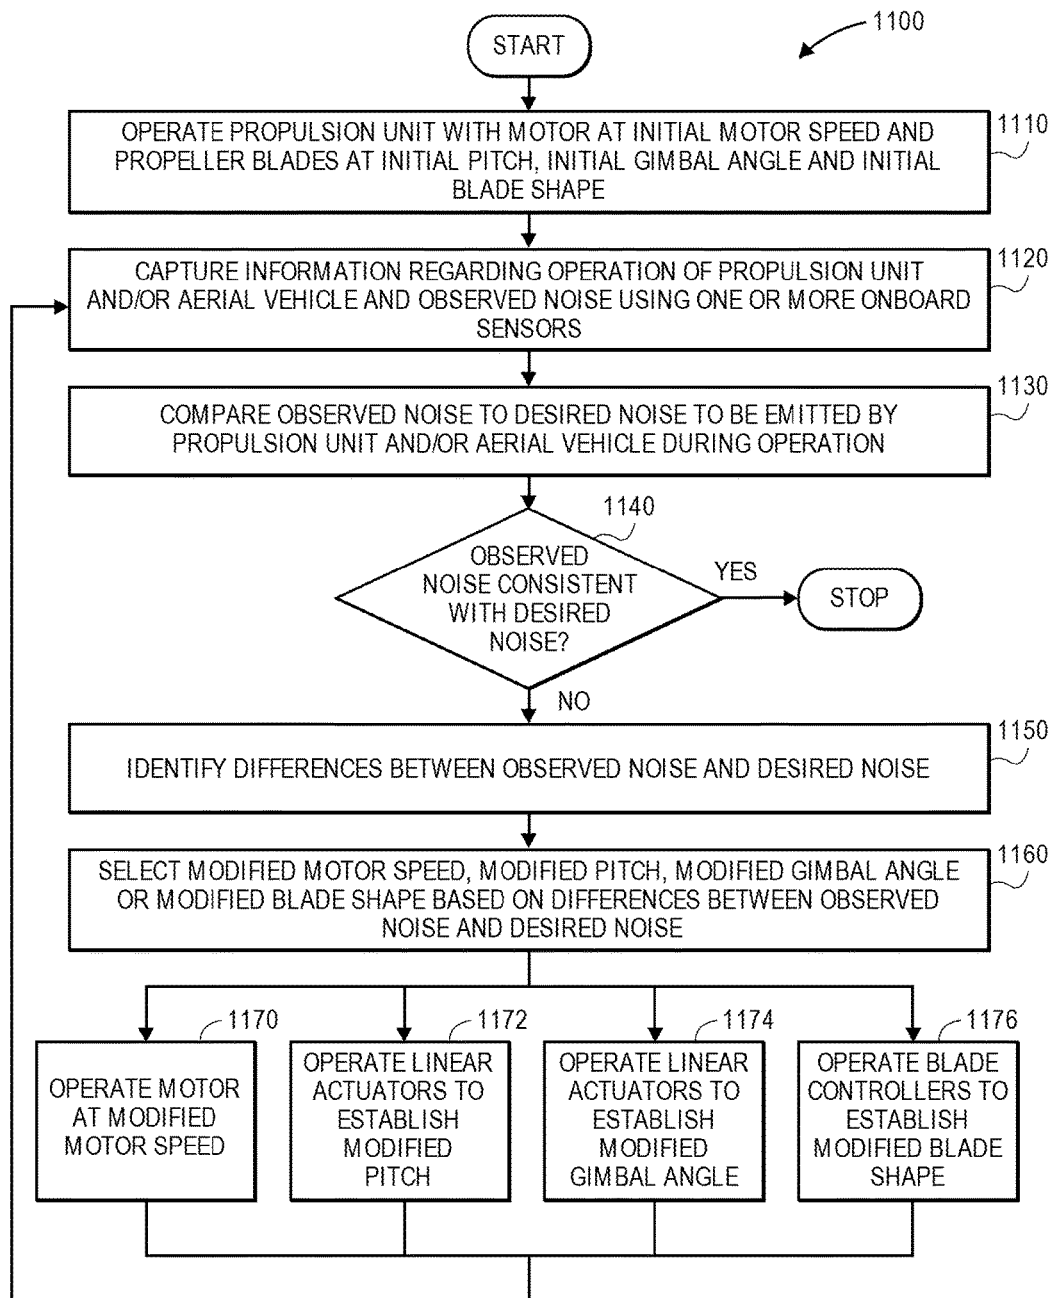 START
1100
OPERATE PROPULSION UNIT WITH MOTOR AT INITIAL MOTOR SPEED AND
PROPELLER BLADES AT INITIAL PITCH, INITIAL GIMBAL ANGLE AND INITIAL
BLADE SHAPE
1110
CAPTURE INFORMATION REGARDING OPERATION OF PROPULSION UNIT
AND/OR AERIAL VEHICLE AND OBSERVED NOISE USING ONE OR MORE ONBOARD
SENSORS
1120
COMPARE OBSERVED NOISE TO DESIRED NOISE TO BE EMITTED BY
PROPULSION UNIT AND/OR AERIAL VEHICLE DURING OPERATION
1130
1140
OBSERVED
NOISE CONSISTENT
WITH DESIRED
NOISE?
YES
STOP
NO
IDENTIFY DIFFERENCES BETWEEN OBSERVED NOISE AND DESIRED NOISE
1150
SELECT MODIFIED MOTOR SPEED, MODIFIED PITCH, MODIFIED GIMBAL ANGLE
OR MODIFIED BLADE SHAPE BASED ON DIFFERENCES BETWEEN OBSERVED
NOISE AND DESIRED NOISE
1160
1170
OPERATE MOTOR
AT MODIFIED
MOTOR SPEED
1172
OPERATE LINEAR
ACTUATORS TO
ESTABLISH
MODIFIED
PITCH
1174
OPERATE LINEAR
ACTUATORS TO
ESTABLISH
MODIFIED
GIMBAL ANGLE
1176
OPERATE BLADE
CONTROLLERS TO
ESTABLISH
MODIFIED BLADE
SHAPE